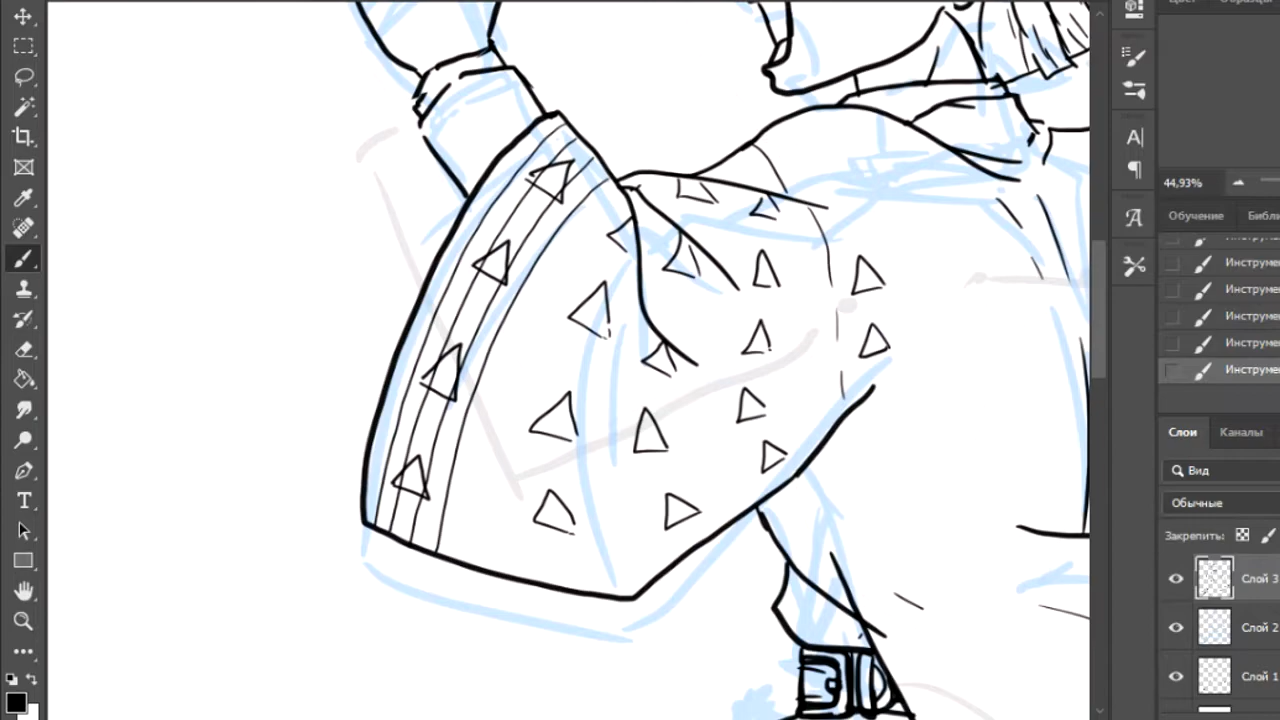 44,93%
Обучение Библи
Инструме
Инструме
Инструме
Инструме
Инструме
Слои Каналы
Вид
Обычные
Закрепить:
Слой 3
Слой 2
Слой 1